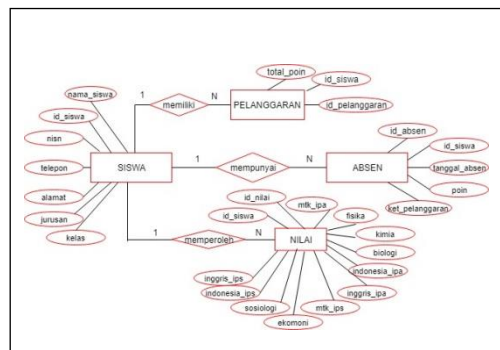 total_poin
nama_siswa
1
N
id_siswa
memiliki
PELANGGARAN
id_pelanggaran
id_siswa
id_absen
nisn
id_siswa
telepon
SISWA
1
mempunyai
N
ABSEN
tanggal_absen
alamat
id_nilai
mtk_ipa
poin
jurusan
id_siswa
fisika
ket_pelanggaran
kelas
1
memperoleh
N
NILAI
kimia
biologi
indonesia_ipa
inggris_ips
inggris_ipa
indonesia_ips
sosiologi
mtk_ips
ekomoni